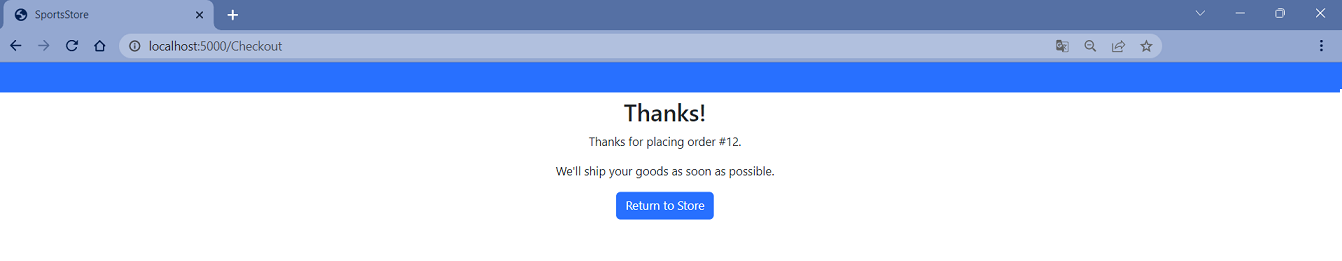 SportsStore
localhost:5000/Checkout
Thanks!
Thanks for placing order #12.
We'll ship your goods as soon as possible.
Return to Store